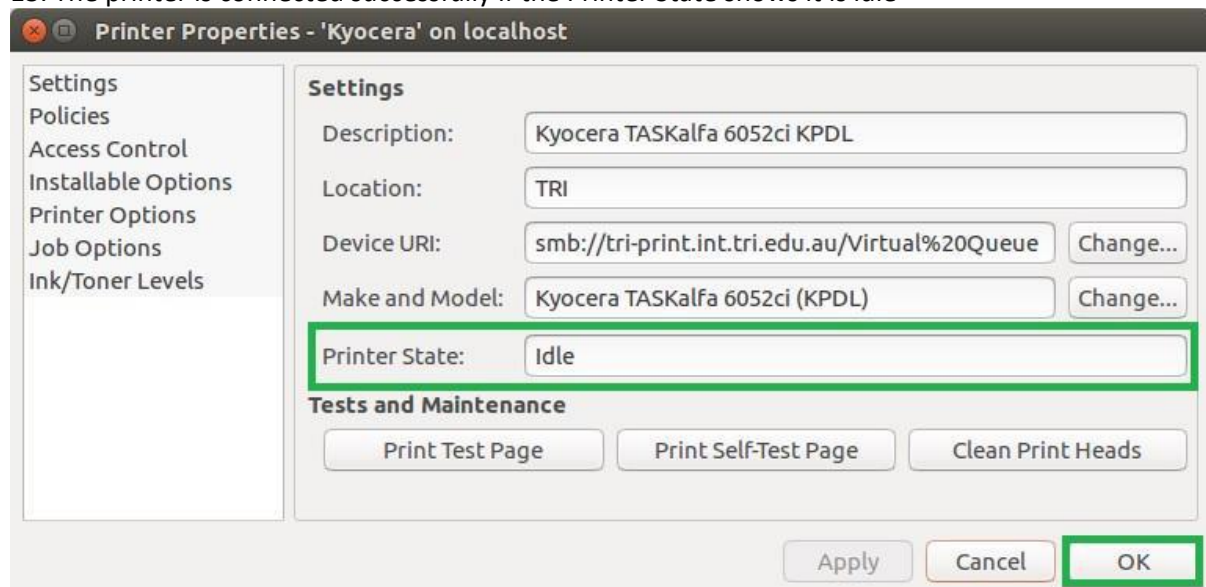 Printer Properties - 'Kyocera' on localhost
Settings
Policies
Access Control
Installable Options
Printer Options
Job Options
Ink/Toner Levels
Settings
Description: Kyocera TASKalfa 6052ci KPDL
Location: TRI
Device URI: smb://tri-print.int.tri.edu.au/Virtual%20Queue Change...
Make and Model: Kyocera TASKalfa 6052ci (KPDL) Change...
Printer State: Idle
Tests and Maintenance
Print Test Page Print Self-Test Page Clean Print Heads
Apply Cancel OK